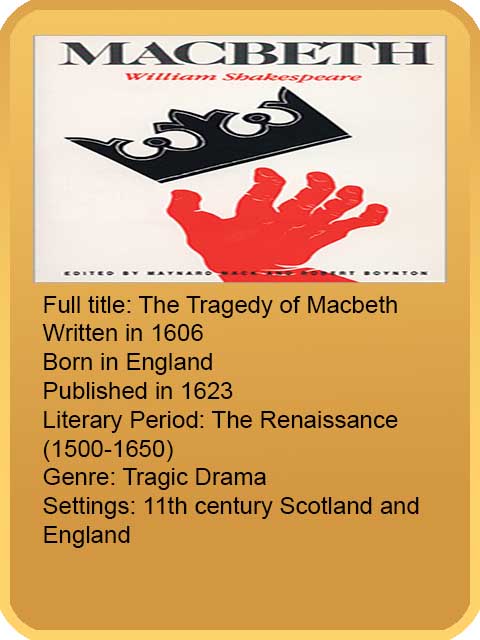 MACBETH
William Shakespeare
EDITED BY MAYNARD MACK AND ROBERT BOYNTON
Full title: The Tragedy of Macbeth
Written in 1606
Born in England
Published in 1623
Literary Period: The Renaissance
(1500-1650)
Genre: Tragic Drama
Settings: 11th century Scotland and
England